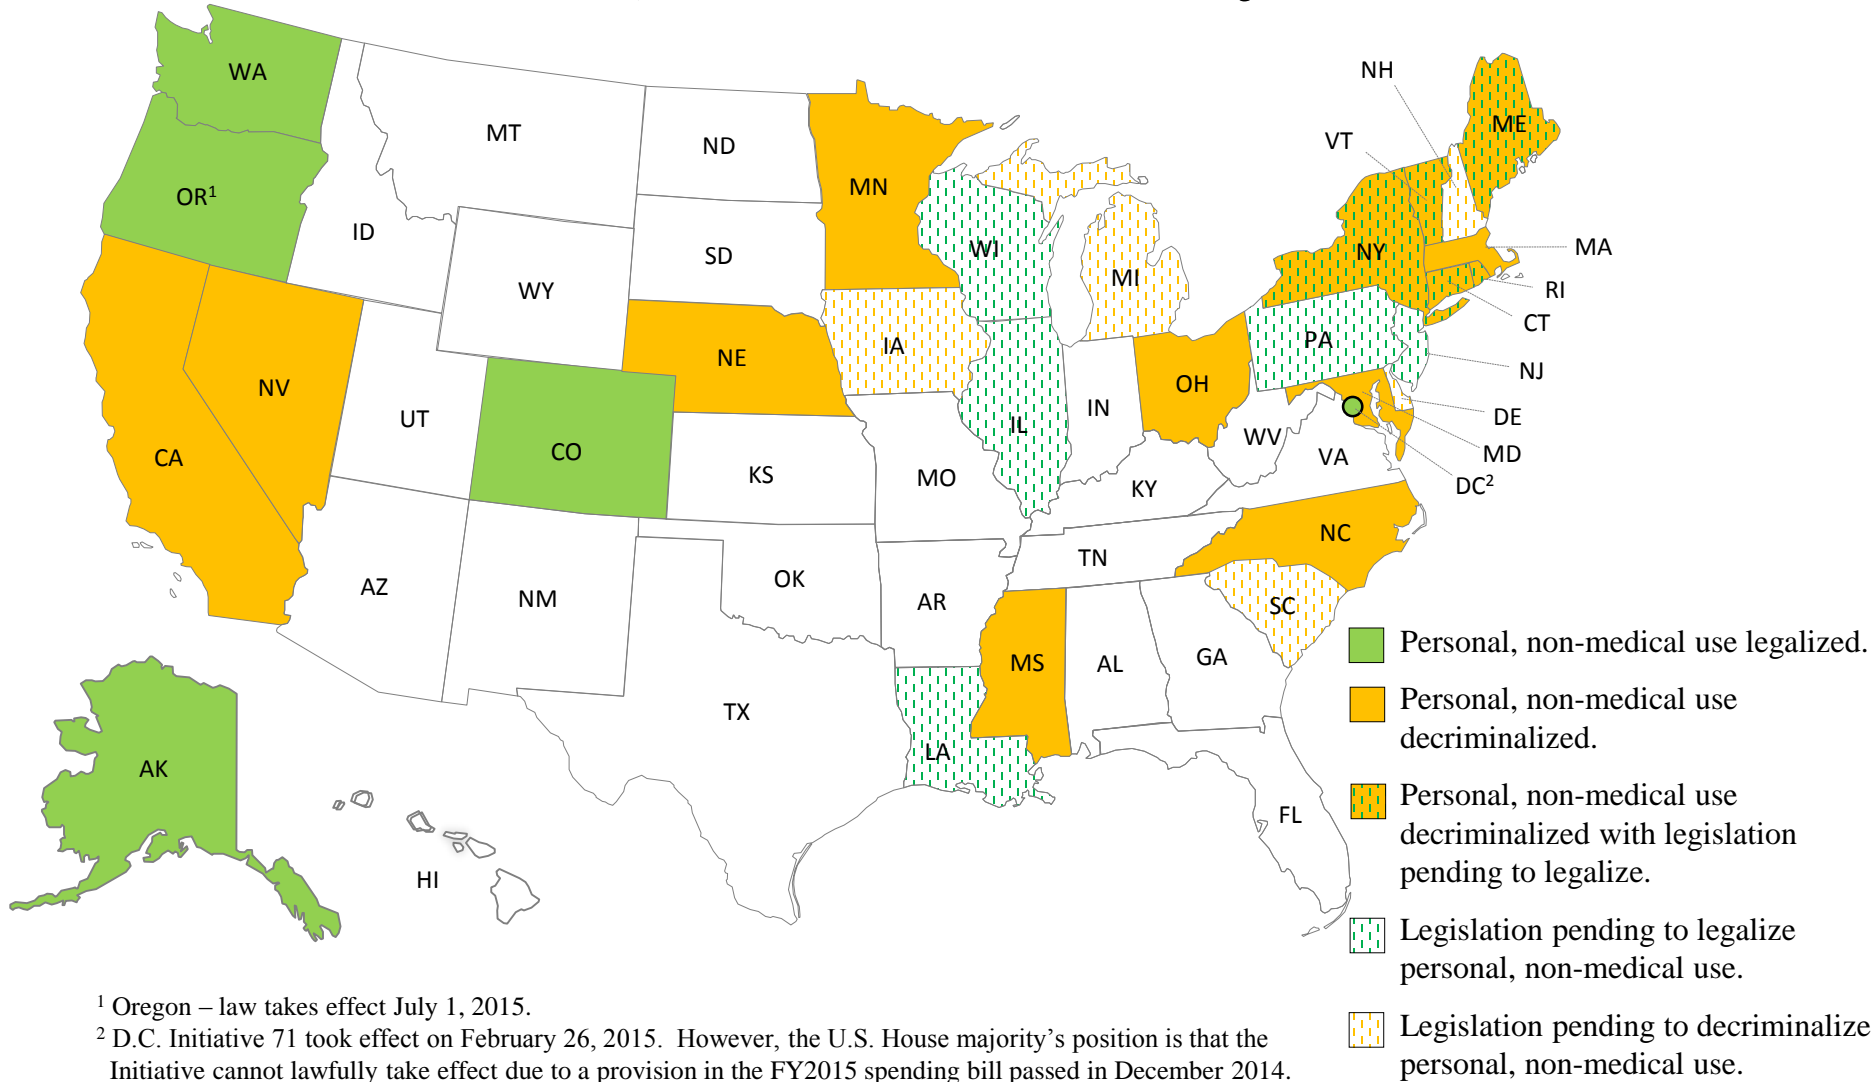 WA
MT
ND
MN
NH
VT
ME
OR¹
ID
SD
WI
MI
NY
MA
WY
RI
CT
IA
PA
NJ
NE
OH
NV
UT
CO
IN
IL
DE
CA
KS
MO
WV
VA
MD
KY
DC²
NC
TN
AZ
NM
OK
AR
SC
MS
AL
GA
TX
LA
AK
FL
HI
Personal, non-medical use legalized.
Personal, non-medical use
decriminalized.
Personal, non-medical use
decriminalized with legislation
pending to legalize.
Legislation pending to legalize
personal, non-medical use.
Legislation pending to decriminalize
personal, non-medical use.
¹ Oregon – law takes effect July 1, 2015.
² D.C. Initiative 71 took effect on February 26, 2015. However, the U.S. House majority’s position is that the
Initiative cannot lawfully take effect due to a provision in the FY2015 spending bill passed in December 2014.